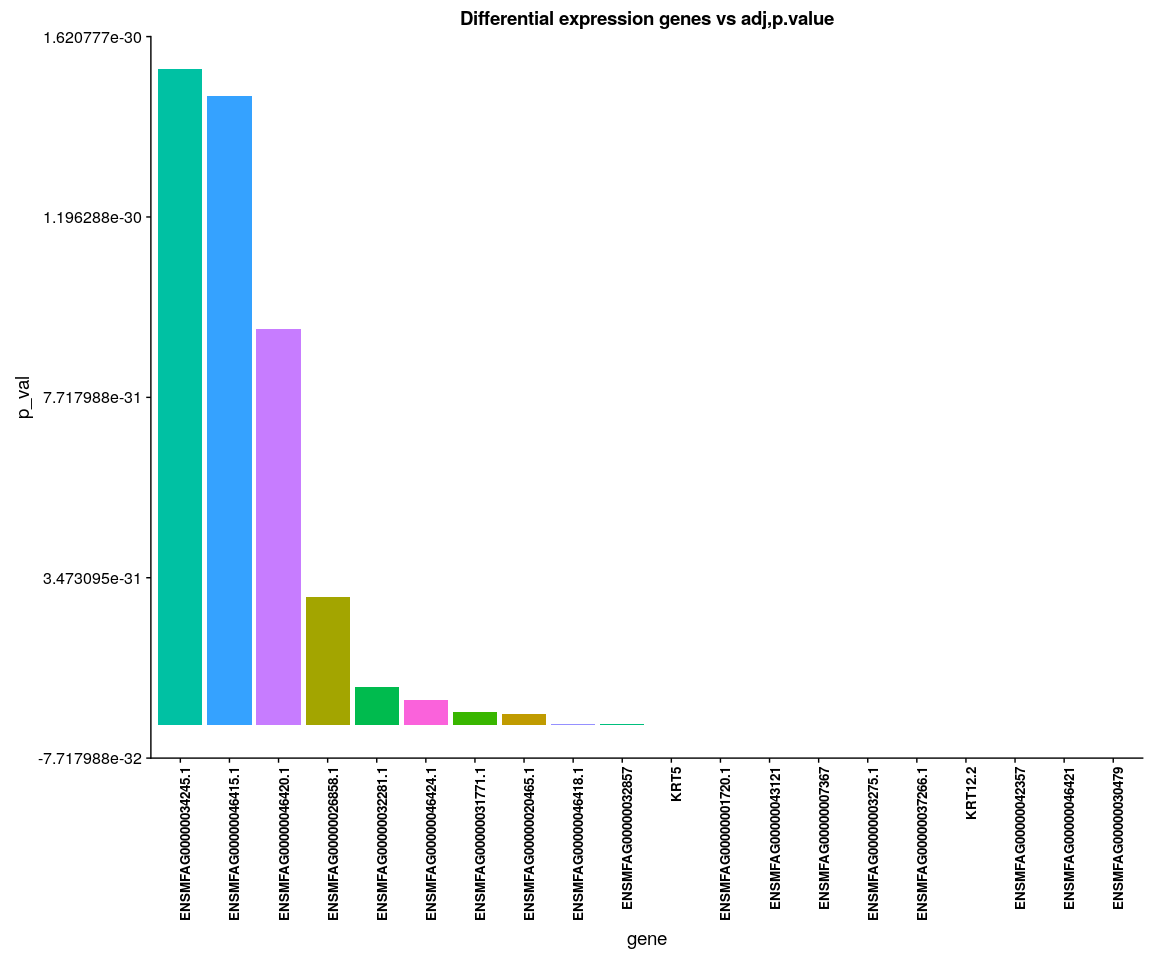 Differential expression genes vs adj,p.value
1.620777e-30
1.196288e-30
7.717988e-31
3.473095e-31
-7.717988e-32
p_val
ENSMFAG00000034245.1
ENSMFAG00000046415.1
ENSMFAG00000046420.1
ENSMFAG00000026858.1
ENSMFAG00000032281.1
ENSMFAG00000046424.1
ENSMFAG00000031771.1
ENSMFAG00000020465.1
ENSMFAG00000046418.1
ENSMFAG00000032857
KRT5
ENSMFAG00000001720.1
ENSMFAG00000043121
ENSMFAG00000007367
ENSMFAG00000003275.1
ENSMFAG00000037266.1
KRT12.2
ENSMFAG00000042357
ENSMFAG00000046421
ENSMFAG00000030479
gene